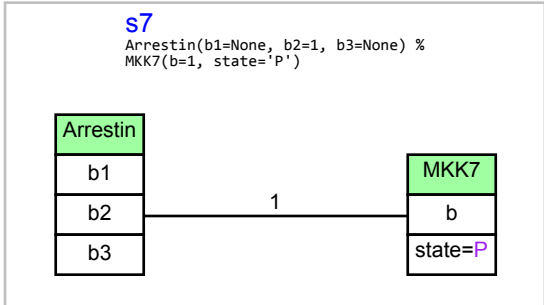 s7
Arrestin(b1=None, b2=1, b3=None) %
MKK7(b=1, state='P')
Arrestin
b1
b2
b3
1
MKK7
b
state=P